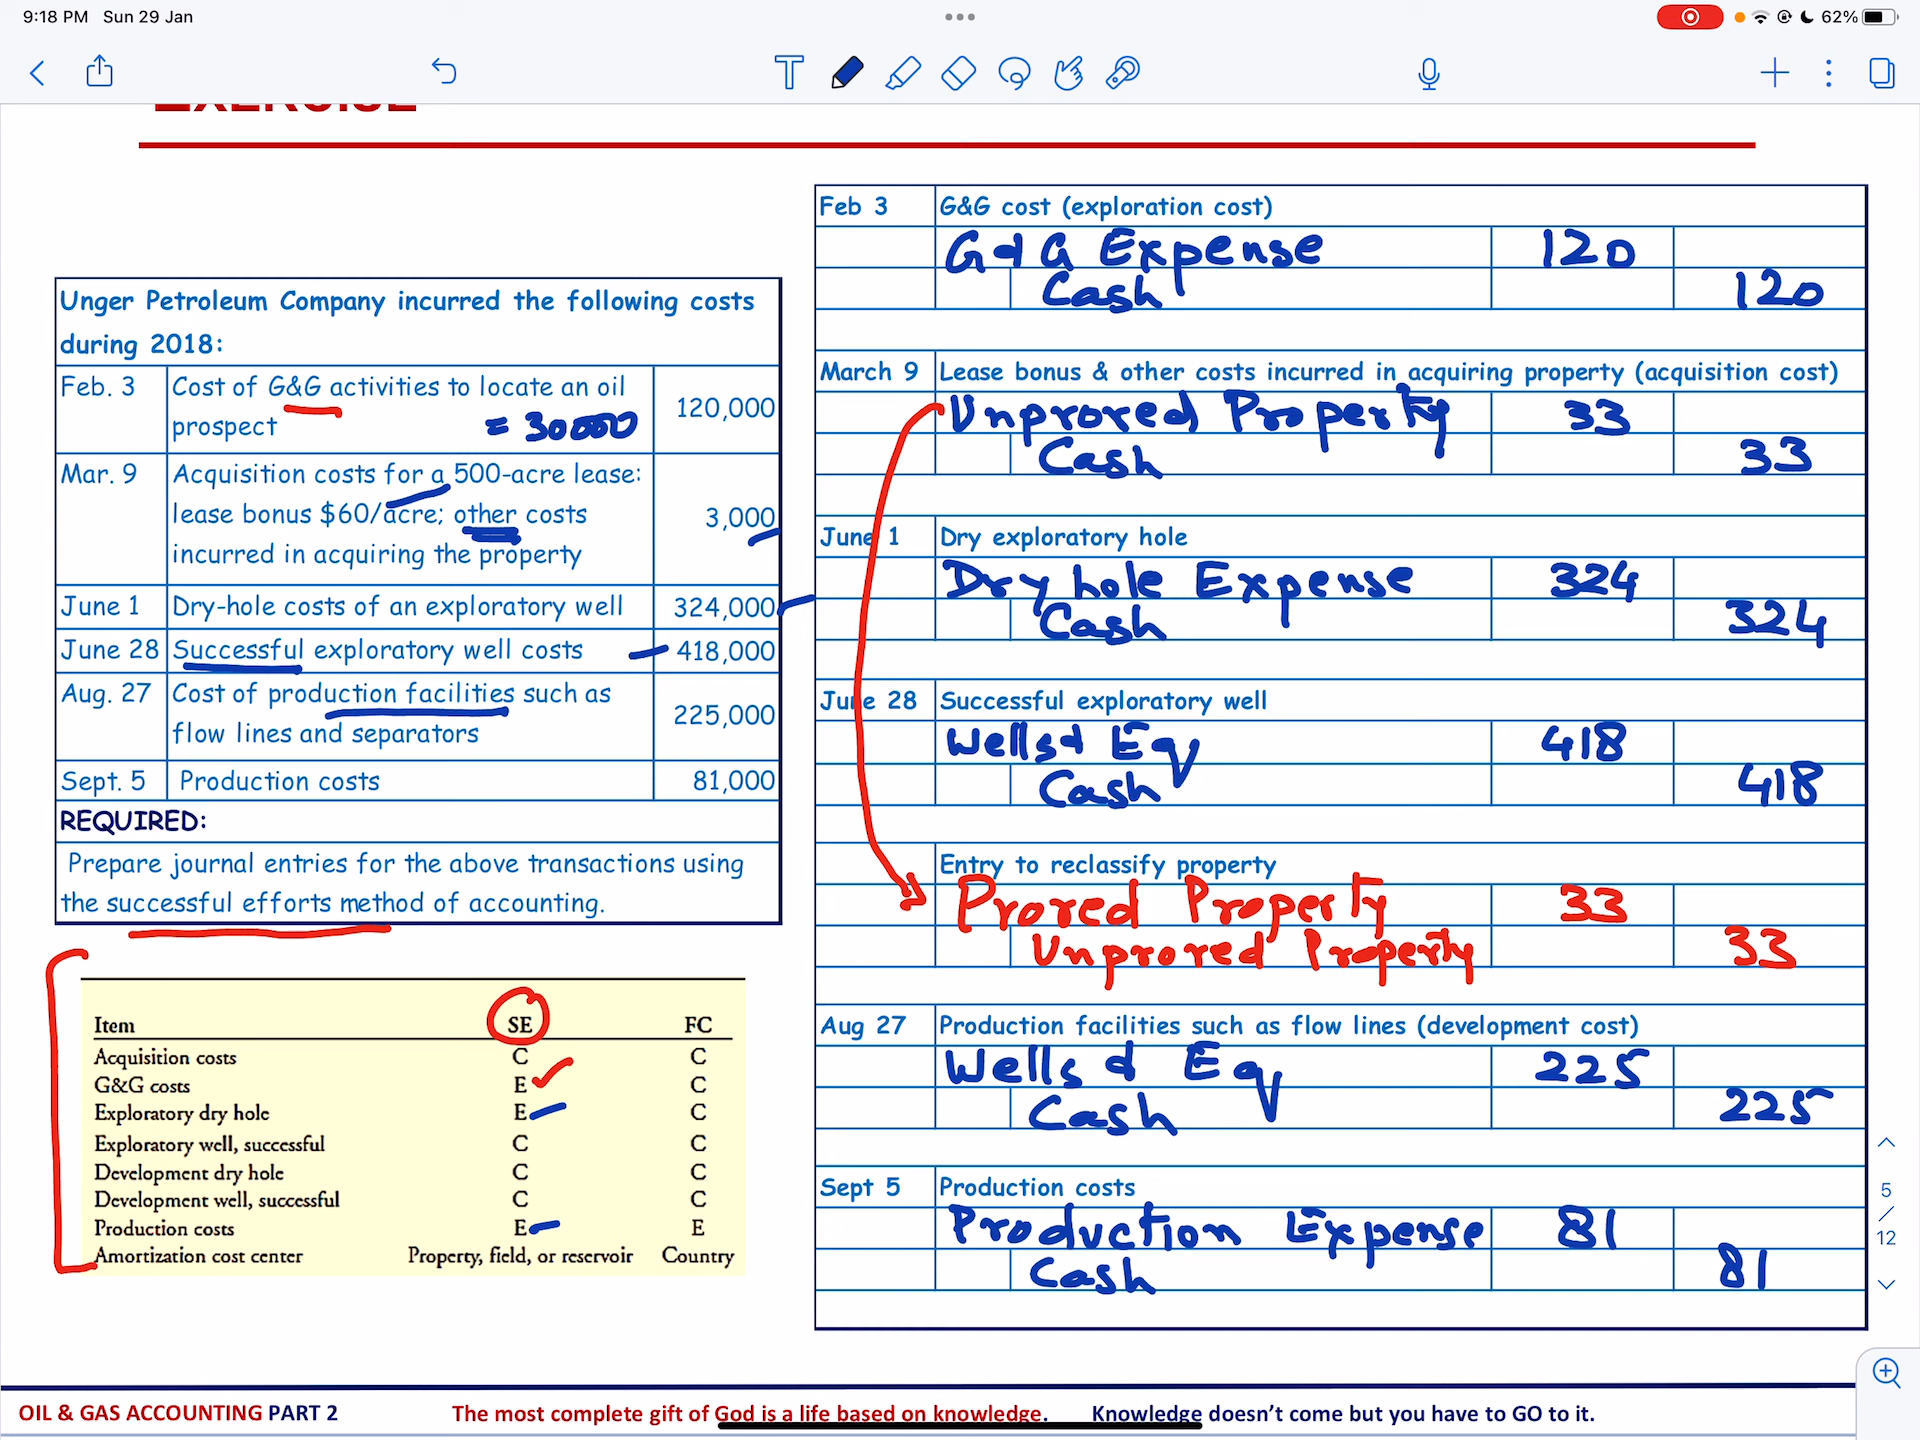 9:18 PM Sun 29 Jan
62%
EXERCISE
Unger Petroleum Company incurred the following costs
during 2018:
Feb. 3 Cost of G&G activities to locate an oil
prospect = 30000 120,000
Mar. 9 Acquisition costs for a 500-acre lease:
lease bonus $60/acre; other costs 3,000
incurred in acquiring the property
June 1 Dry-hole costs of an exploratory well 324,000
June 28 Successful exploratory well costs 418,000
Aug. 27 Cost of production facilities such as
flow lines and separators 225,000
Sept. 5 Production costs 81,000
REQUIRED:
Prepare journal entries for the above transactions using
the successful efforts method of accounting.
Item SE FC
Acquisition costs C C
G&G costs E C
Exploratory dry hole E C
Exploratory well, successful C C
Development dry hole C C
Development well, successful C C
Production costs E E
Amortization cost center Property, field, or reservoir Country
Feb 3 G&G cost (exploration cost)
G & G Expense 120
Cash 120
March 9 Lease bonus & other costs incurred in acquiring property (acquisition cost)
Unproved Property 33
Cash 33
June 1 Dry exploratory hole
Dry hole Expense 324
Cash 324
June 28 Successful exploratory well
Wells & Eq 418
Cash 418
Entry to reclassify property
Proved Property 33
Unproved Property 33
Aug 27 Production facilities such as flow lines (development cost)
Wells & Eq 225
Cash 225
Sept 5 Production costs
Production Expense 81
Cash 81
5
/
12
OIL & GAS ACCOUNTING PART 2 The most complete gift of God is a life based on knowledge. Knowledge doesn't come but you have to GO to it.